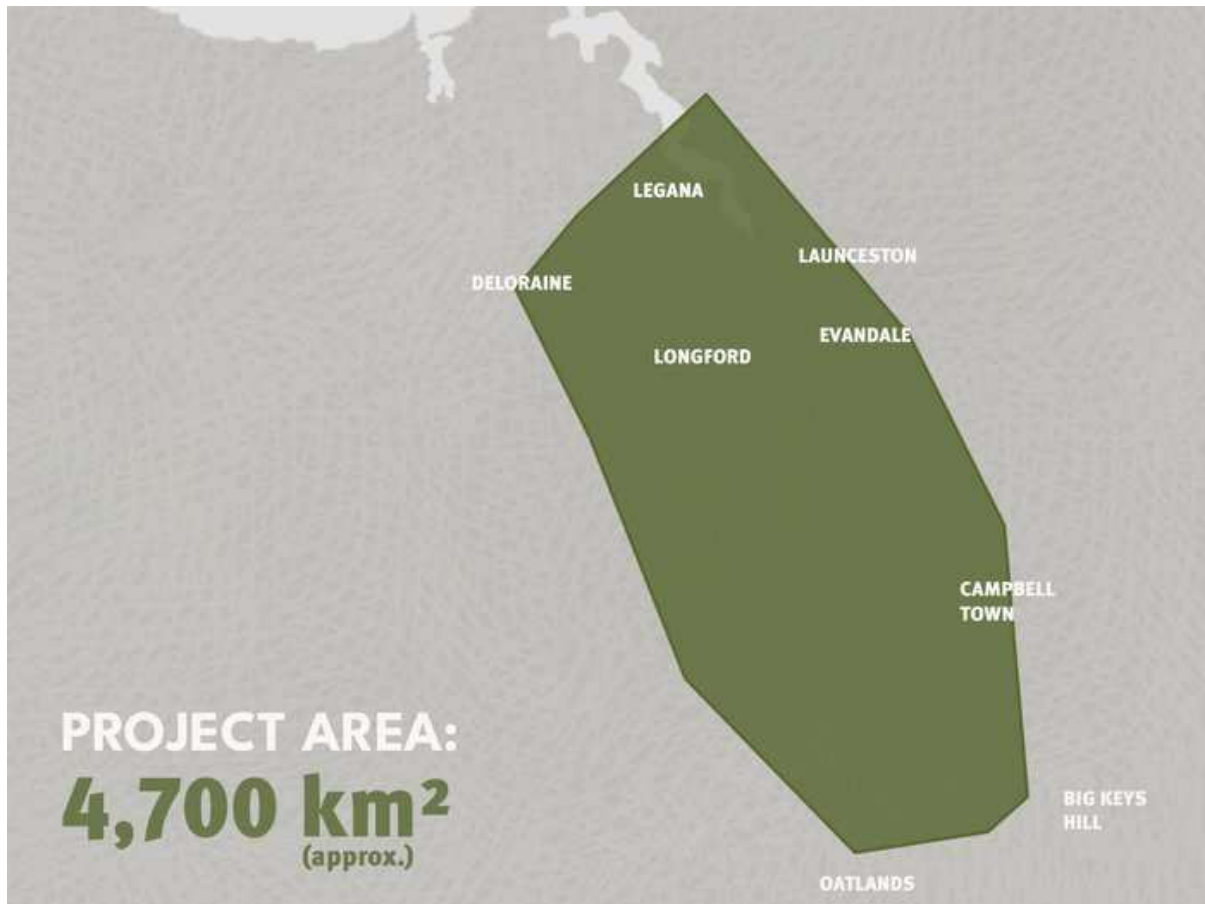 LEGANA
LAUNCESTON
DELORAINE
EVANDALE
LONGFORD
CAMPBELL
TOWN
PROJECT AREA:
4,700 km²
(approx.)
BIG KEYS
HILL
OATLANDS